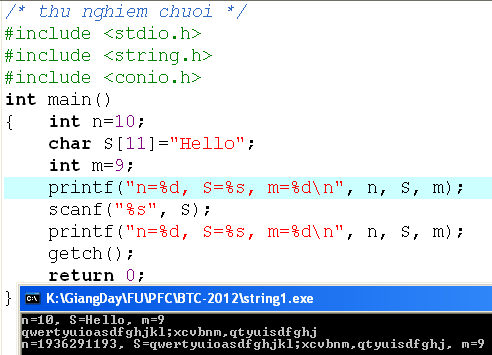 /* thu nghiem chuoi */
#include <stdio.h>
#include <string.h>
#include <conio.h>
int main()
{   int n=10;
    char S[11]="Hello";
    int m=9;
    printf("n=%d, S=%s, m=%d\n", n, S, m);
    scanf("%s", S);
    printf("n=%d, S=%s, m=%d\n", n, S, m);
    getch();
    return 0;
}
K:\GiangDay\FU\PFC\BTC-2012\string1.exe
n=10, S=Hello, m=9
qwertyuioasdfghjkl;xcvbnm,qtyuisdfghj
n=1936291193, S=qwertyuioasdfghjkl;xcvbnm,qtyuisdfghj, m=9